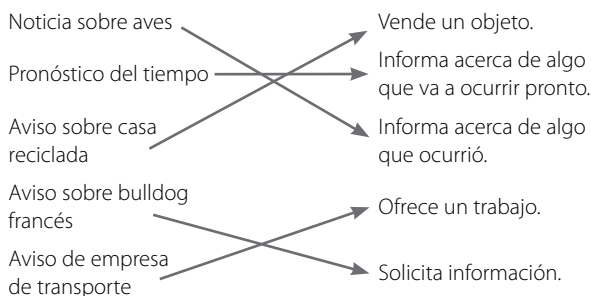 Noticia sobre aves
Pronóstico del tiempo
Aviso sobre casa
reciclada
Aviso sobre bulldog
francés
Aviso de empresa
de transporte
Vende un objeto.
Informa acerca de algo
que va a ocurrir pronto.
Informa acerca de algo
que ocurrió.
Ofrece un trabajo.
Solicita información.